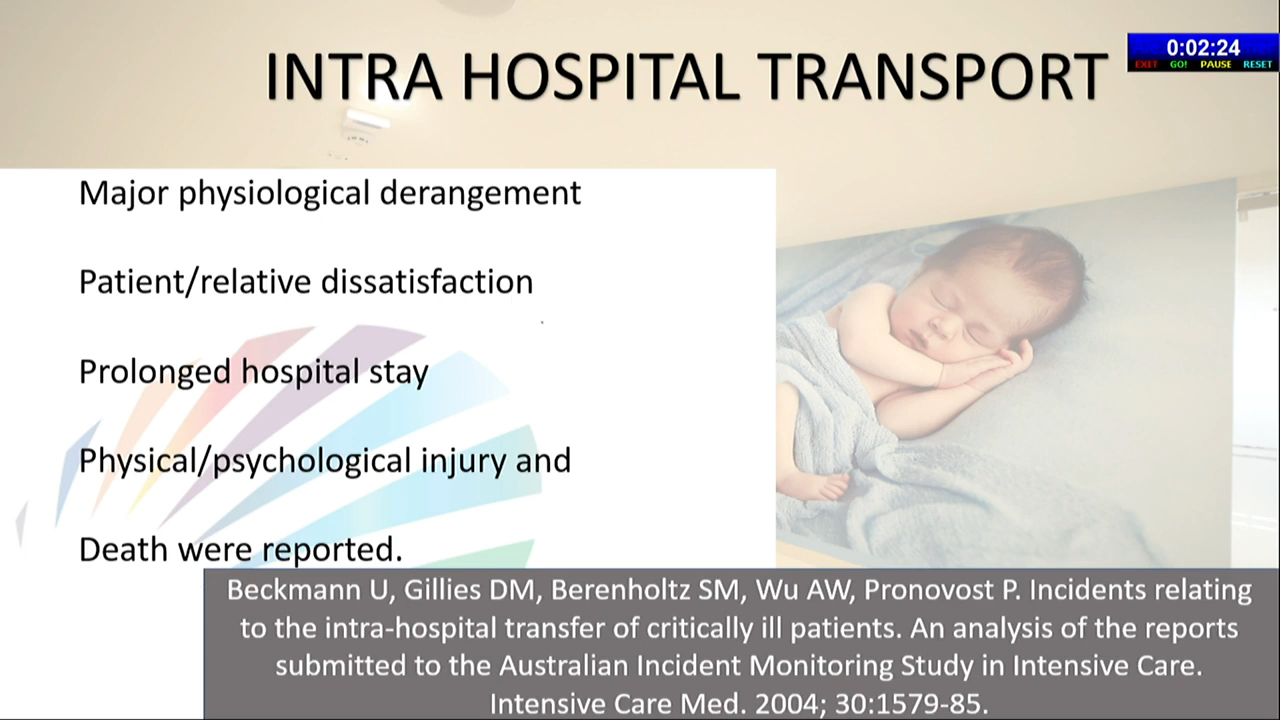 INTRA HOSPITAL TRANSPORT
0:02:24
EXIT GO! PAUSE RESET
Major physiological derangement
Patient/relative dissatisfaction
Prolonged hospital stay
Physical/psychological injury and
Death were reported.
Beckmann U, Gillies DM, Berenholtz SM, Wu AW, Pronovost P. Incidents relating
to the intra-hospital transfer of critically ill patients. An analysis of the reports
submitted to the Australian Incident Monitoring Study in Intensive Care.
Intensive Care Med. 2004; 30:1579-85.